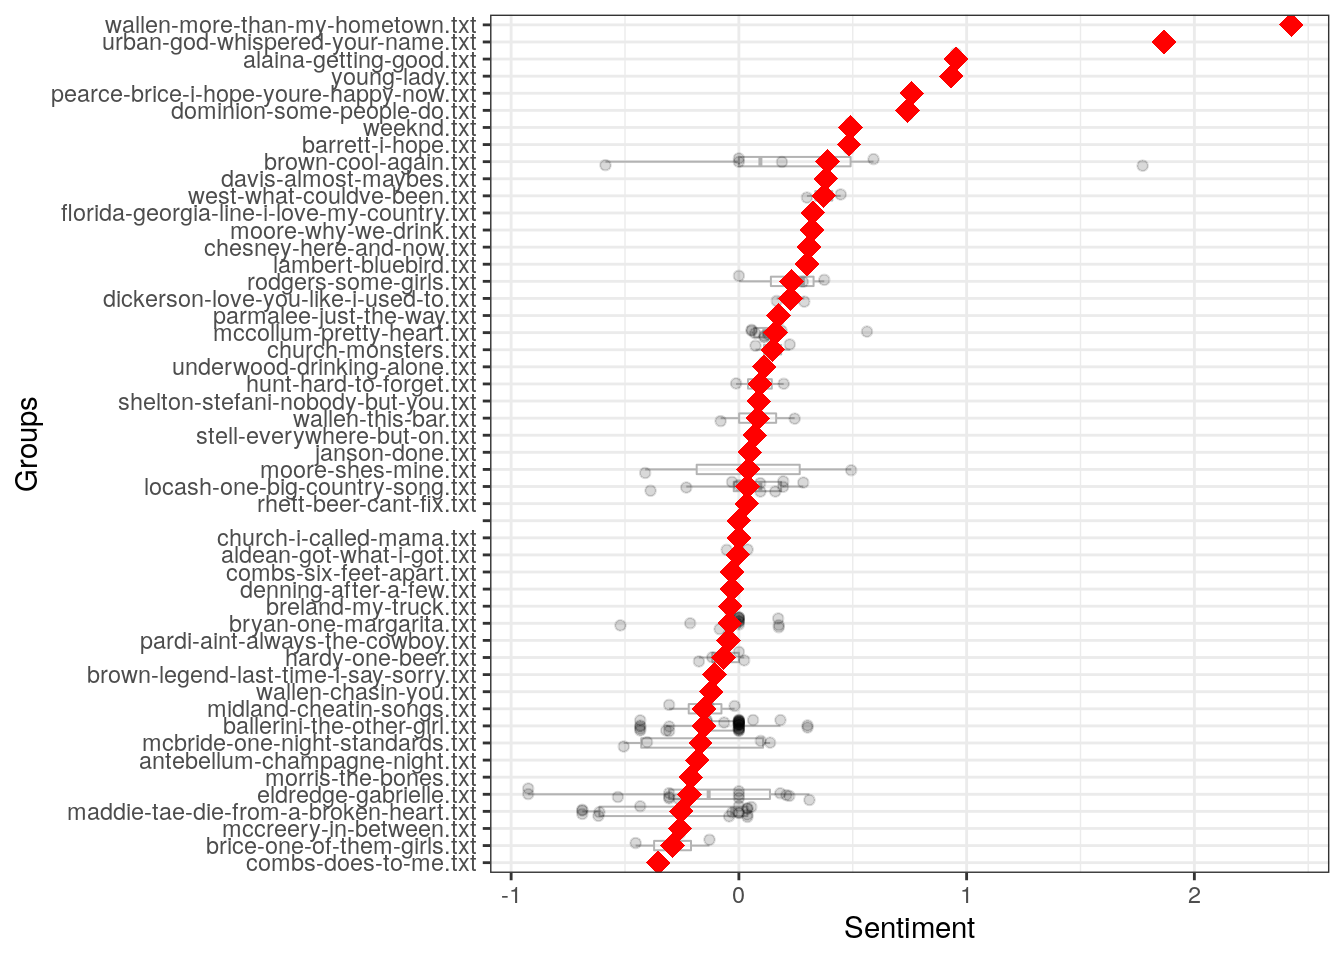 wallen-more-than-my-hometown.txt
urban-god-whispered-your-name.txt
alaina-getting-good.txt
young-lady.txt
pearce-brice-i-hope-youre-happy-now.txt
dominion-some-people-do.txt
weeknd.txt
barrett-i-hope.txt
brown-cool-again.txt
davis-almost-maybes.txt
west-what-couldve-been.txt
florida-georgia-line-i-love-my-country.txt
moore-why-we-drink.txt
chesney-here-and-now.txt
lambert-bluebird.txt
rodgers-some-girls.txt
dickerson-love-you-like-i-used-to.txt
parmalee-just-the-way.txt
mccollum-pretty-heart.txt
church-monsters.txt
underwood-drinking-alone.txt
hunt-hard-to-forget.txt
shelton-stefani-nobody-but-you.txt
wallen-this-bar.txt
stell-everywhere-but-on.txt
janson-done.txt
moore-shes-mine.txt
locash-one-big-country-song.txt
rhett-beer-cant-fix.txt
church-i-called-mama.txt
aldean-got-what-i-got.txt
combs-six-feet-apart.txt
denning-after-a-few.txt
breland-my-truck.txt
bryan-one-margarita.txt
pardi-aint-always-the-cowboy.txt
hardy-one-beer.txt
brown-legend-last-time-i-say-sorry.txt
wallen-chasin-you.txt
midland-cheatin-songs.txt
ballerini-the-other-girl.txt
mcbride-one-night-standards.txt
antebellum-champagne-night.txt
morris-the-bones.txt
eldredge-gabrielle.txt
maddie-tae-die-from-a-broken-heart.txt
mccreery-in-between.txt
brice-one-of-them-girls.txt
combs-does-to-me.txt
Groups
-1 0 1 2
Sentiment